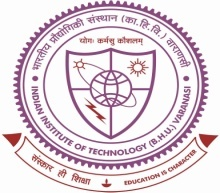 भारतीय प्रौद्योगिकी संस्थान (का.हि.वि.) वाराणसी
योगः कर्मसु कौशलम्
INDIAN INSTITUTE OF TECHNOLOGY (B.H.U.) VARANASI
संस्कार ही शिक्षा
EDUCATION IS CHARACTER